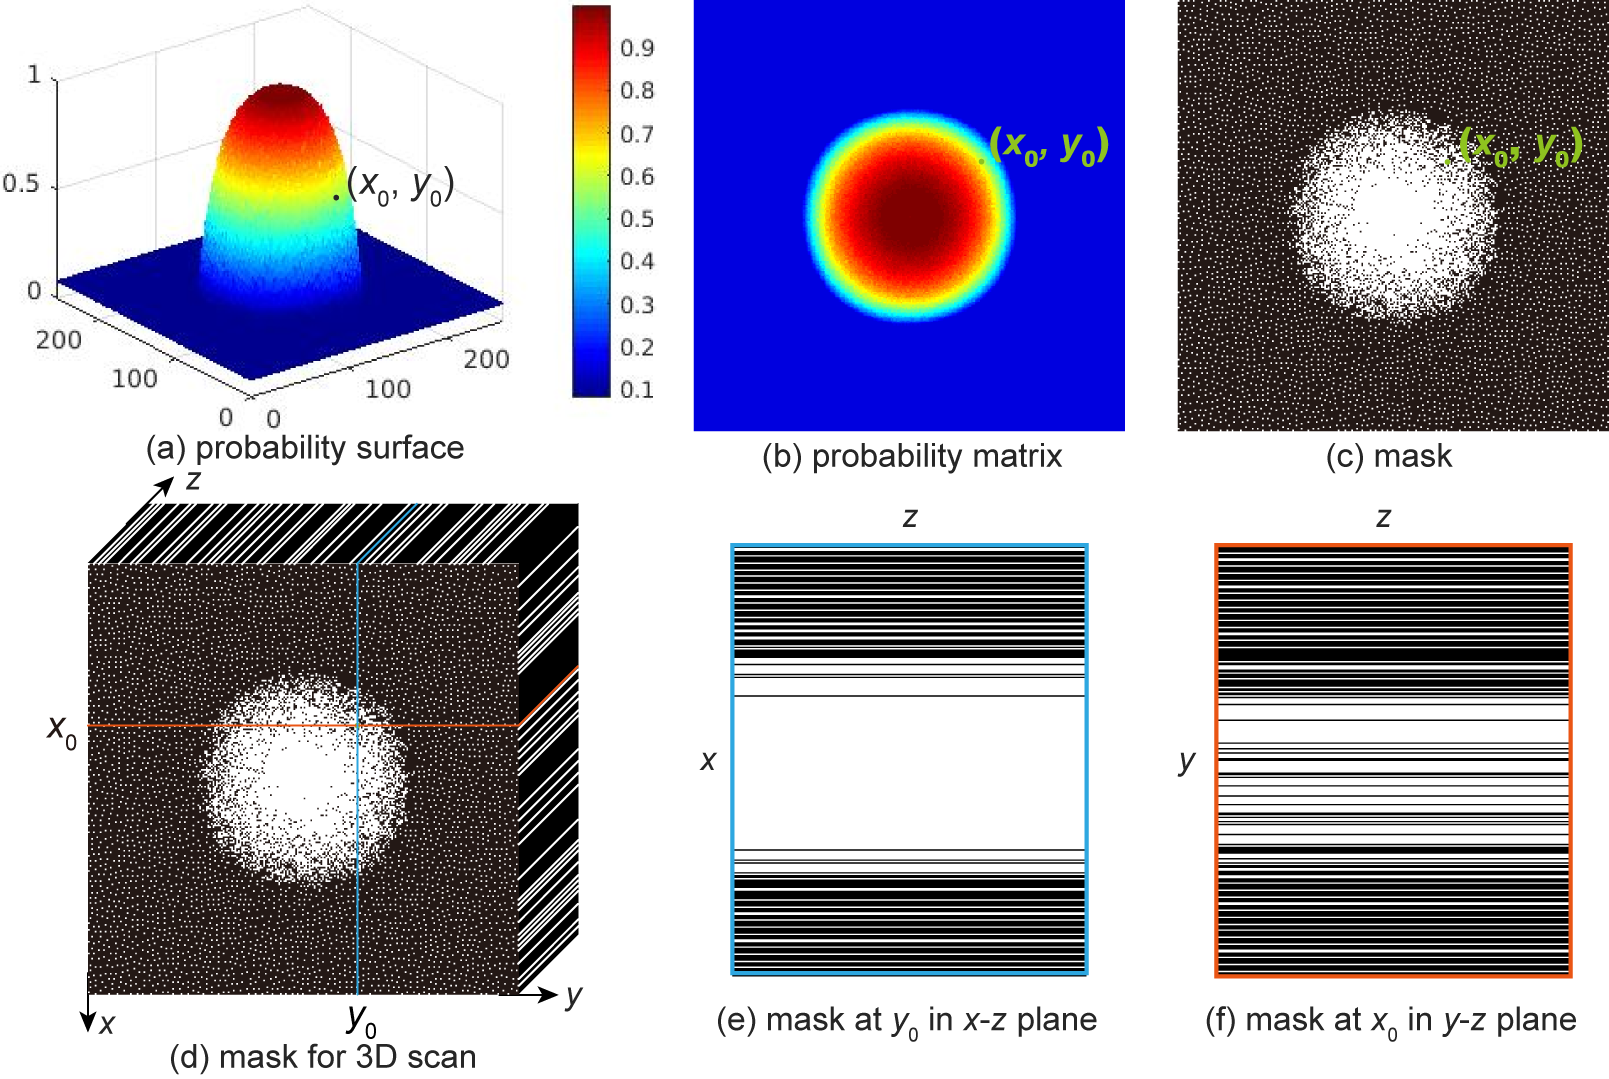 1
0.5
0
200
100
0
0
100
200
(x0, y0)
0.9
0.8
0.7
0.6
0.5
0.4
0.3
0.2
0.1
(a) probability surface
(x0, y0)
(b) probability matrix
(x0, y0)
(c) mask
z
x0
y
x
y0
(d) mask for 3D scan
z
x
(e) mask at y0 in x-z plane
z
y
(f) mask at x0 in y-z plane